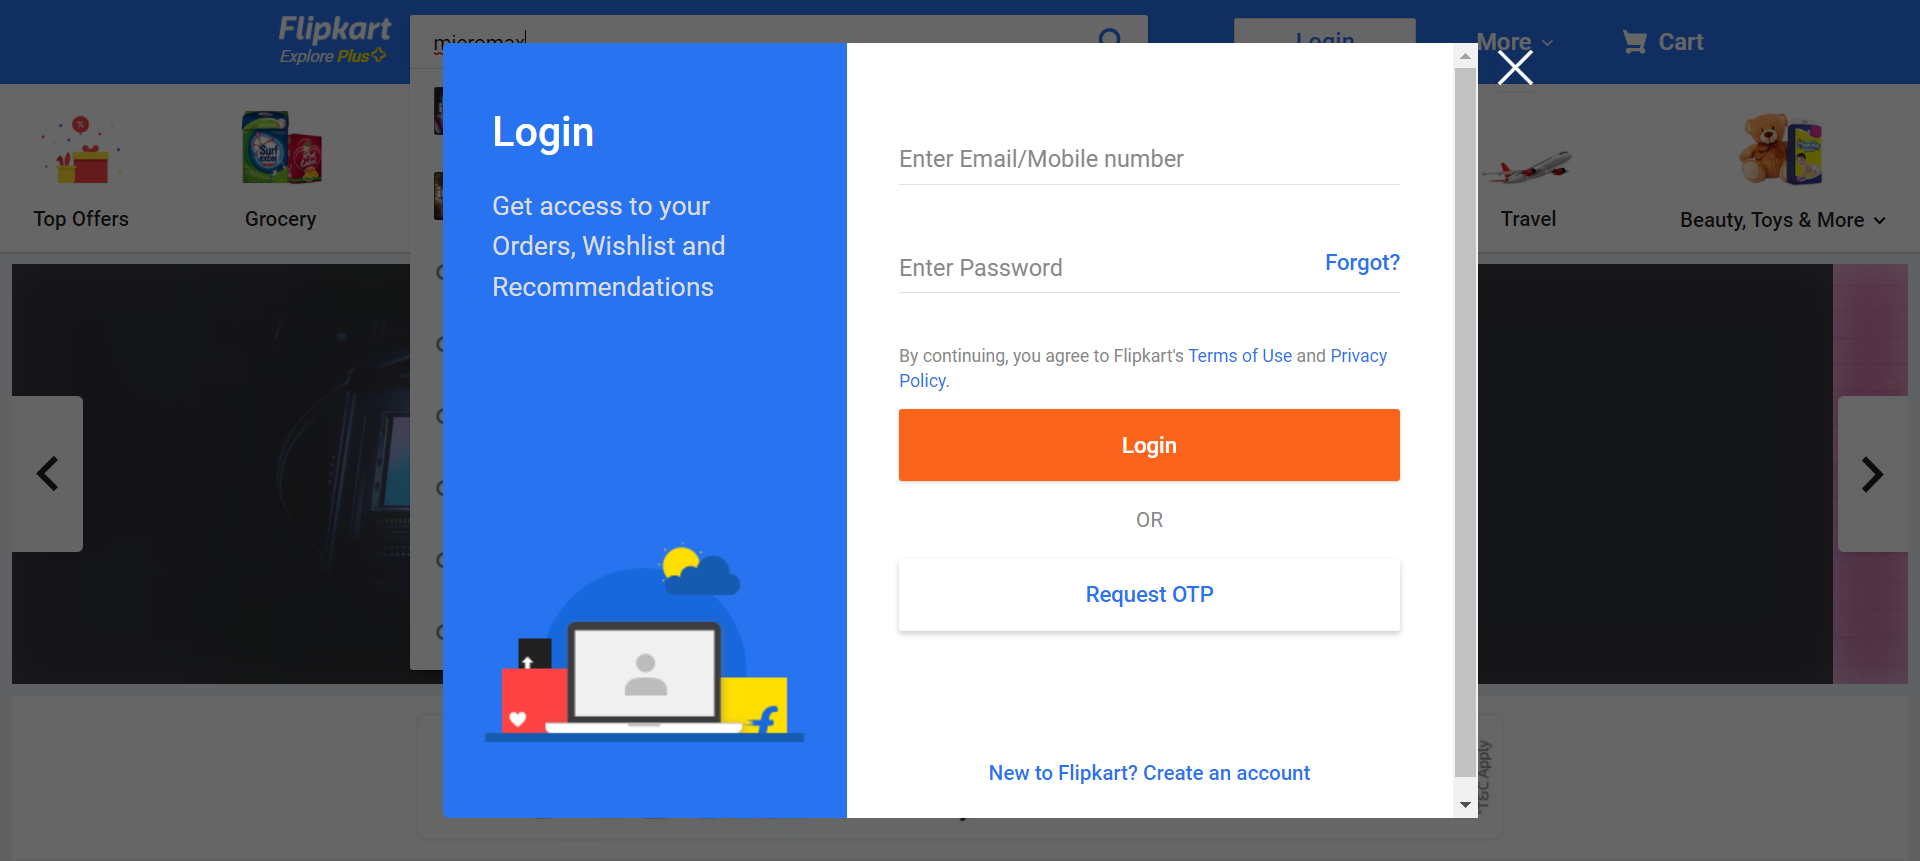 Flipkart
Explore Plus
micromax
Login
More
Cart
Top Offers
Grocery
Travel
Beauty, Toys & More
Login
Get access to your
Orders, Wishlist and
Recommendations
Enter Email/Mobile number
Enter Password
Forgot?
By continuing, you agree to Flipkart's Terms of Use and Privacy
Policy.
Login
OR
Request OTP
New to Flipkart? Create an account
T&C Apply